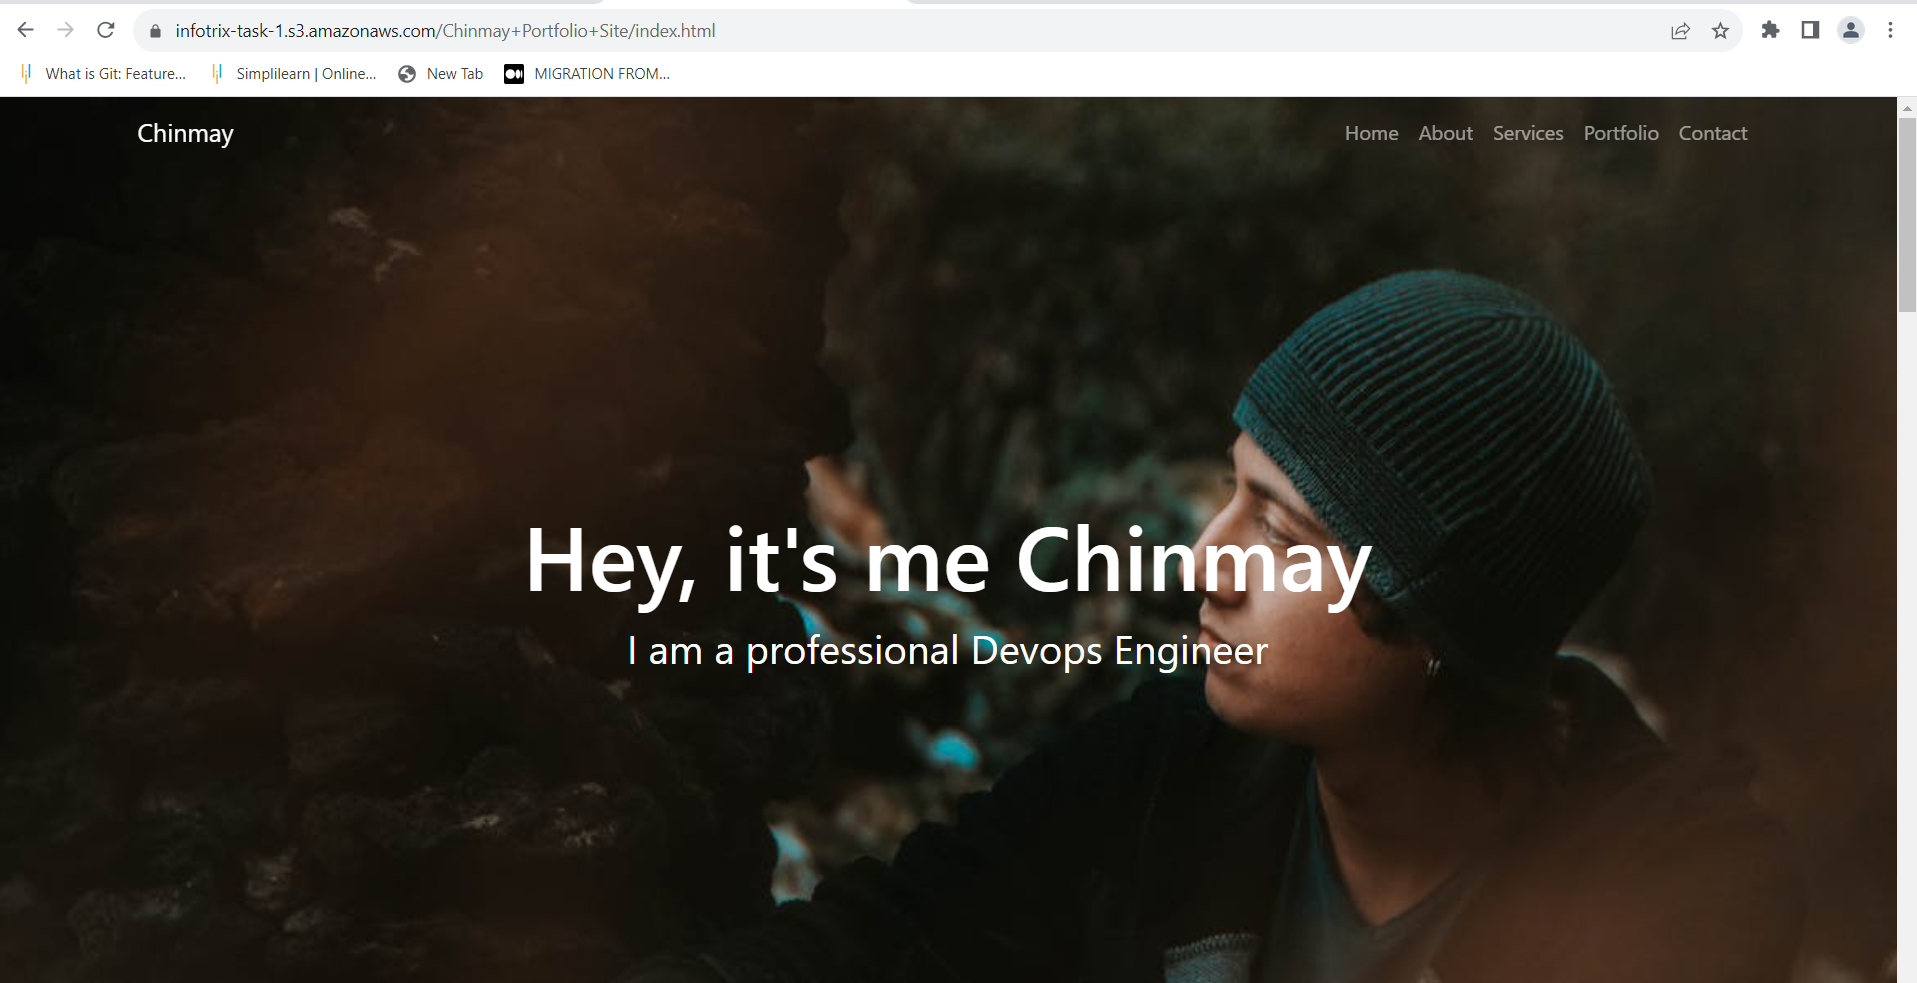 infotrix-task-1.s3.amazonaws.com/Chinmay+Portfolio+Site/index.html
What is Git: Feature... Simplilearn | Online... New Tab MIGRATION FROM...
Chinmay Home About Services Portfolio Contact
Hey, it's me Chinmay
I am a professional Devops Engineer